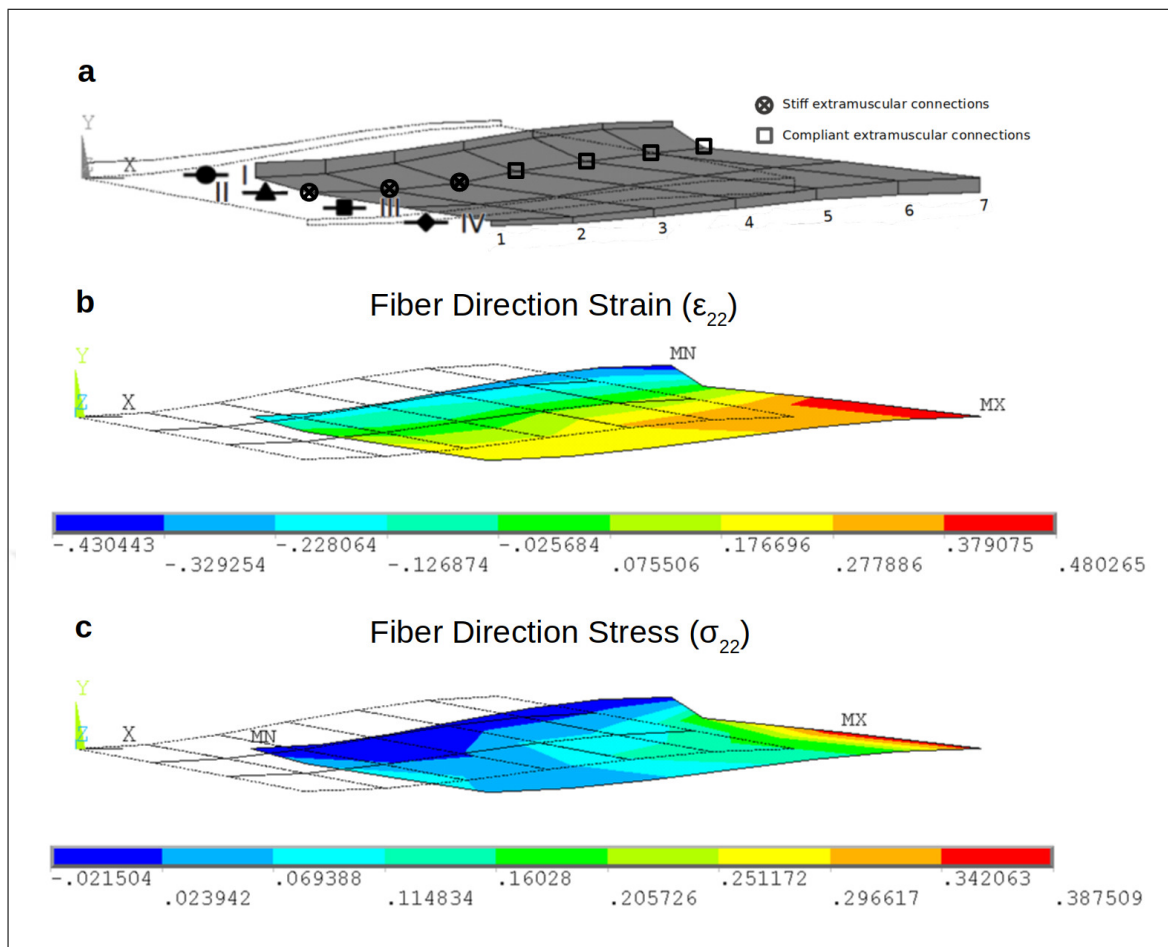 a
Stiff extramuscular connections
Compliant extramuscular connections
Y
X
I
II
III
IV
1 2 3 4 5 6 7
b
Fiber Direction Strain (ε22)
MN
Y
Z X
MX
-.430443 -.228064 -.025684 .176696 .379075
-.329254 -.126874 .075506 .277886 .480265
c
Fiber Direction Stress (σ22)
Y
MX
Z X
MN
-.021504 .069388 .16028 .251172 .342063
.023942 .114834 .205726 .296617 .387509